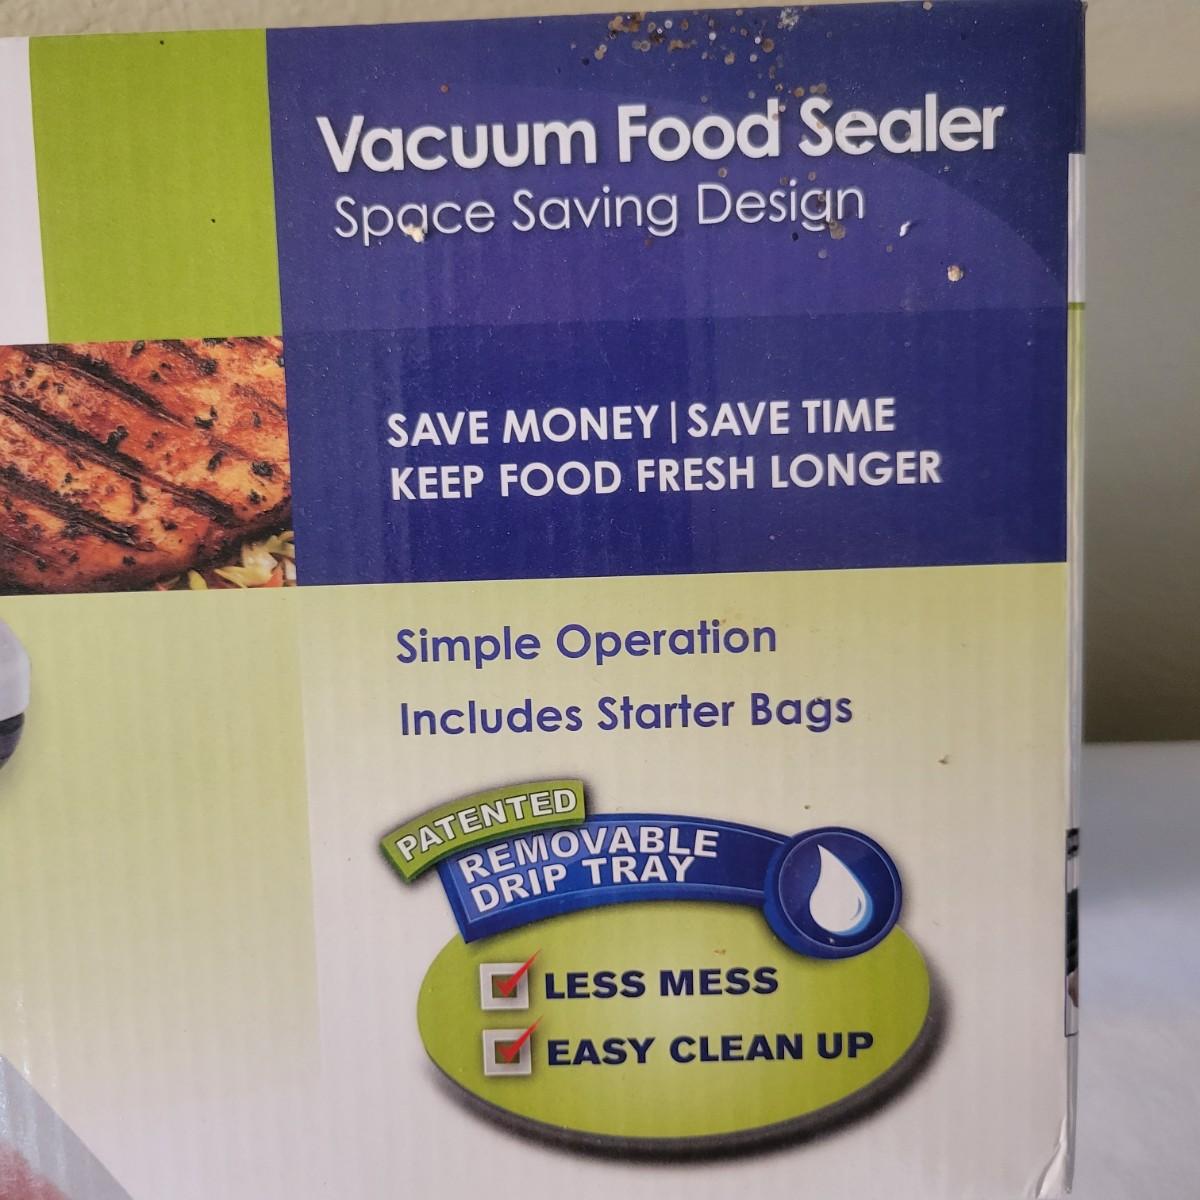 Vacuum Food Sealer
Space Saving Design
SAVE MONEY | SAVE TIME
KEEP FOOD FRESH LONGER
Simple Operation
Includes Starter Bags
PATENTED
REMOVABLE
DRIP TRAY
LESS MESS
EASY CLEAN UP